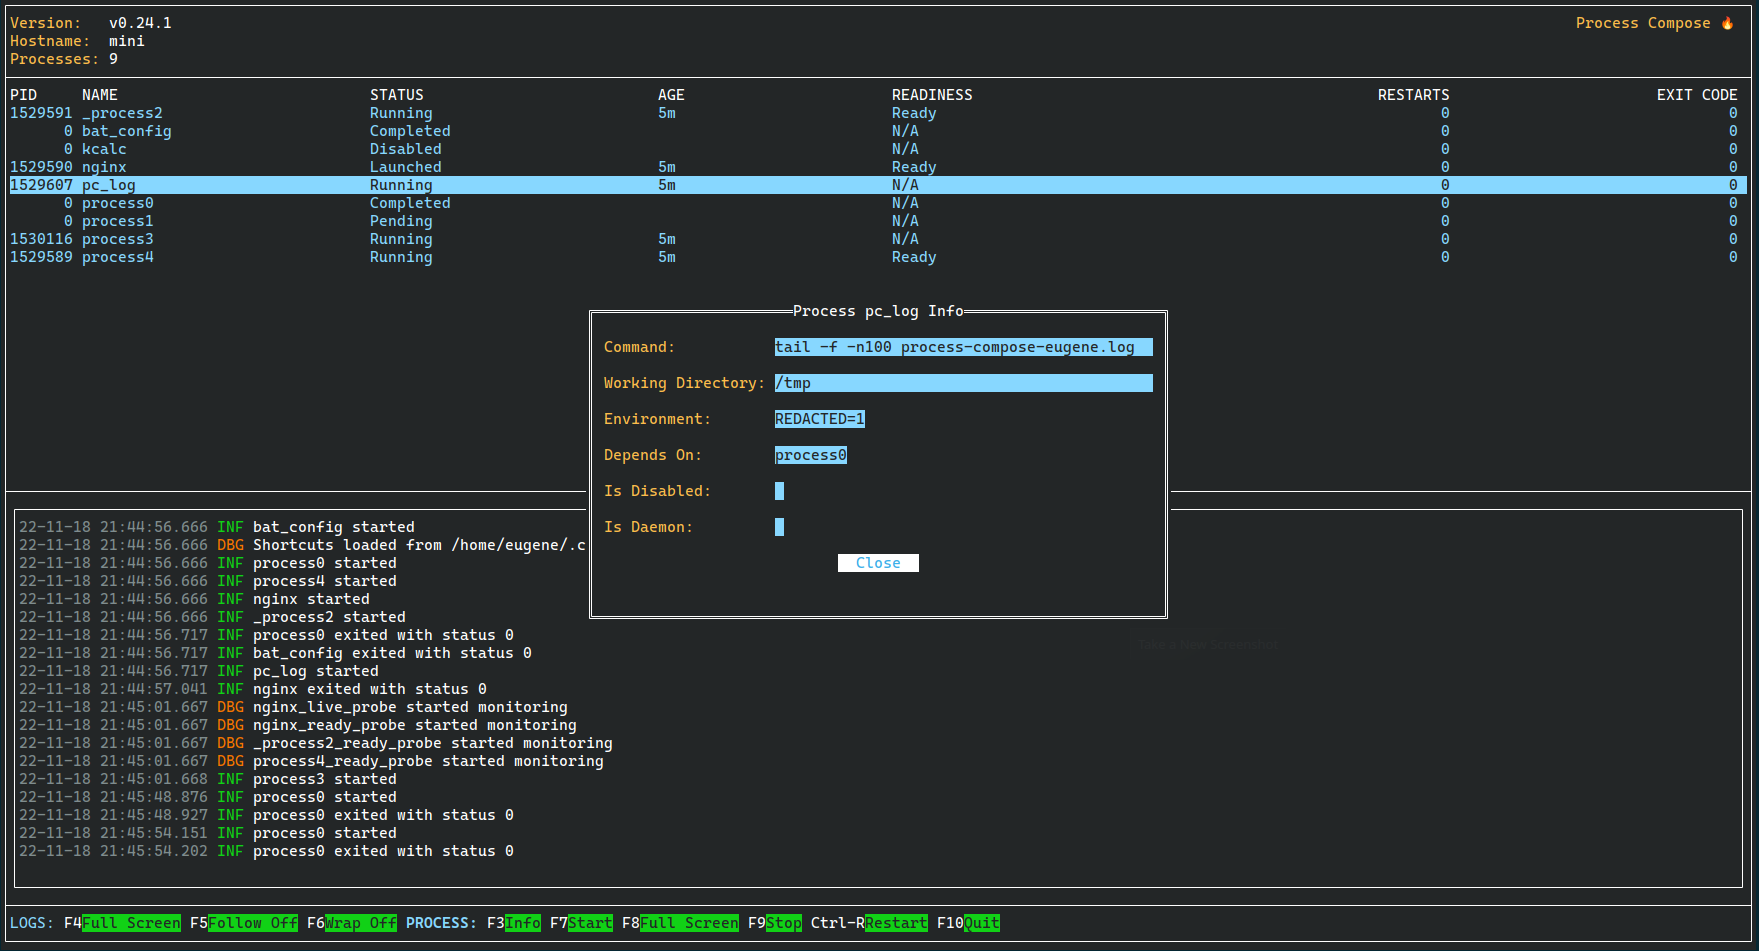 Version: v0.24.1 Process Compose 🔥
Hostname: mini
Processes: 9
PID NAME STATUS AGE READINESS RESTARTS EXIT CODE
1529591 _process2 Running 5m Ready 0 0
0 bat_config Completed N/A 0 0
0 kcalc Disabled N/A 0 0
1529590 nginx Launched 5m Ready 0 0
1529607 pc_log Running 5m N/A 0 0
0 process0 Completed N/A 0 0
0 process1 Pending N/A 0 0
1530116 process3 Running 5m N/A 0 0
1529589 process4 Running 5m Ready 0 0
Process pc_log Info
Command: tail -f -n100 process-compose-eugene.log
Working Directory: /tmp
Environment: REDACTED=1
Depends On: process0
Is Disabled:
Is Daemon:
Close
22-11-18 21:44:56.666 INF bat_config started
22-11-18 21:44:56.666 DBG Shortcuts loaded from /home/eugene/.c
22-11-18 21:44:56.666 INF process0 started
22-11-18 21:44:56.666 INF process4 started
22-11-18 21:44:56.666 INF nginx started
22-11-18 21:44:56.666 INF _process2 started
22-11-18 21:44:56.717 INF process0 exited with status 0
22-11-18 21:44:56.717 INF bat_config exited with status 0
22-11-18 21:44:56.717 INF pc_log started
22-11-18 21:44:57.041 INF nginx exited with status 0
22-11-18 21:45:01.667 DBG nginx_live_probe started monitoring
22-11-18 21:45:01.667 DBG nginx_ready_probe started monitoring
22-11-18 21:45:01.667 DBG _process2_ready_probe started monitoring
22-11-18 21:45:01.667 DBG process4_ready_probe started monitoring
22-11-18 21:45:01.668 INF process3 started
22-11-18 21:45:48.876 INF process0 started
22-11-18 21:45:48.927 INF process0 exited with status 0
22-11-18 21:45:54.151 INF process0 started
22-11-18 21:45:54.202 INF process0 exited with status 0
Take a New Screenshot
LOGS: F4Full Screen F5Follow Off F6Wrap Off PROCESS: F3Info F7Start F8Full Screen F9Stop Ctrl-RRestart F10Quit